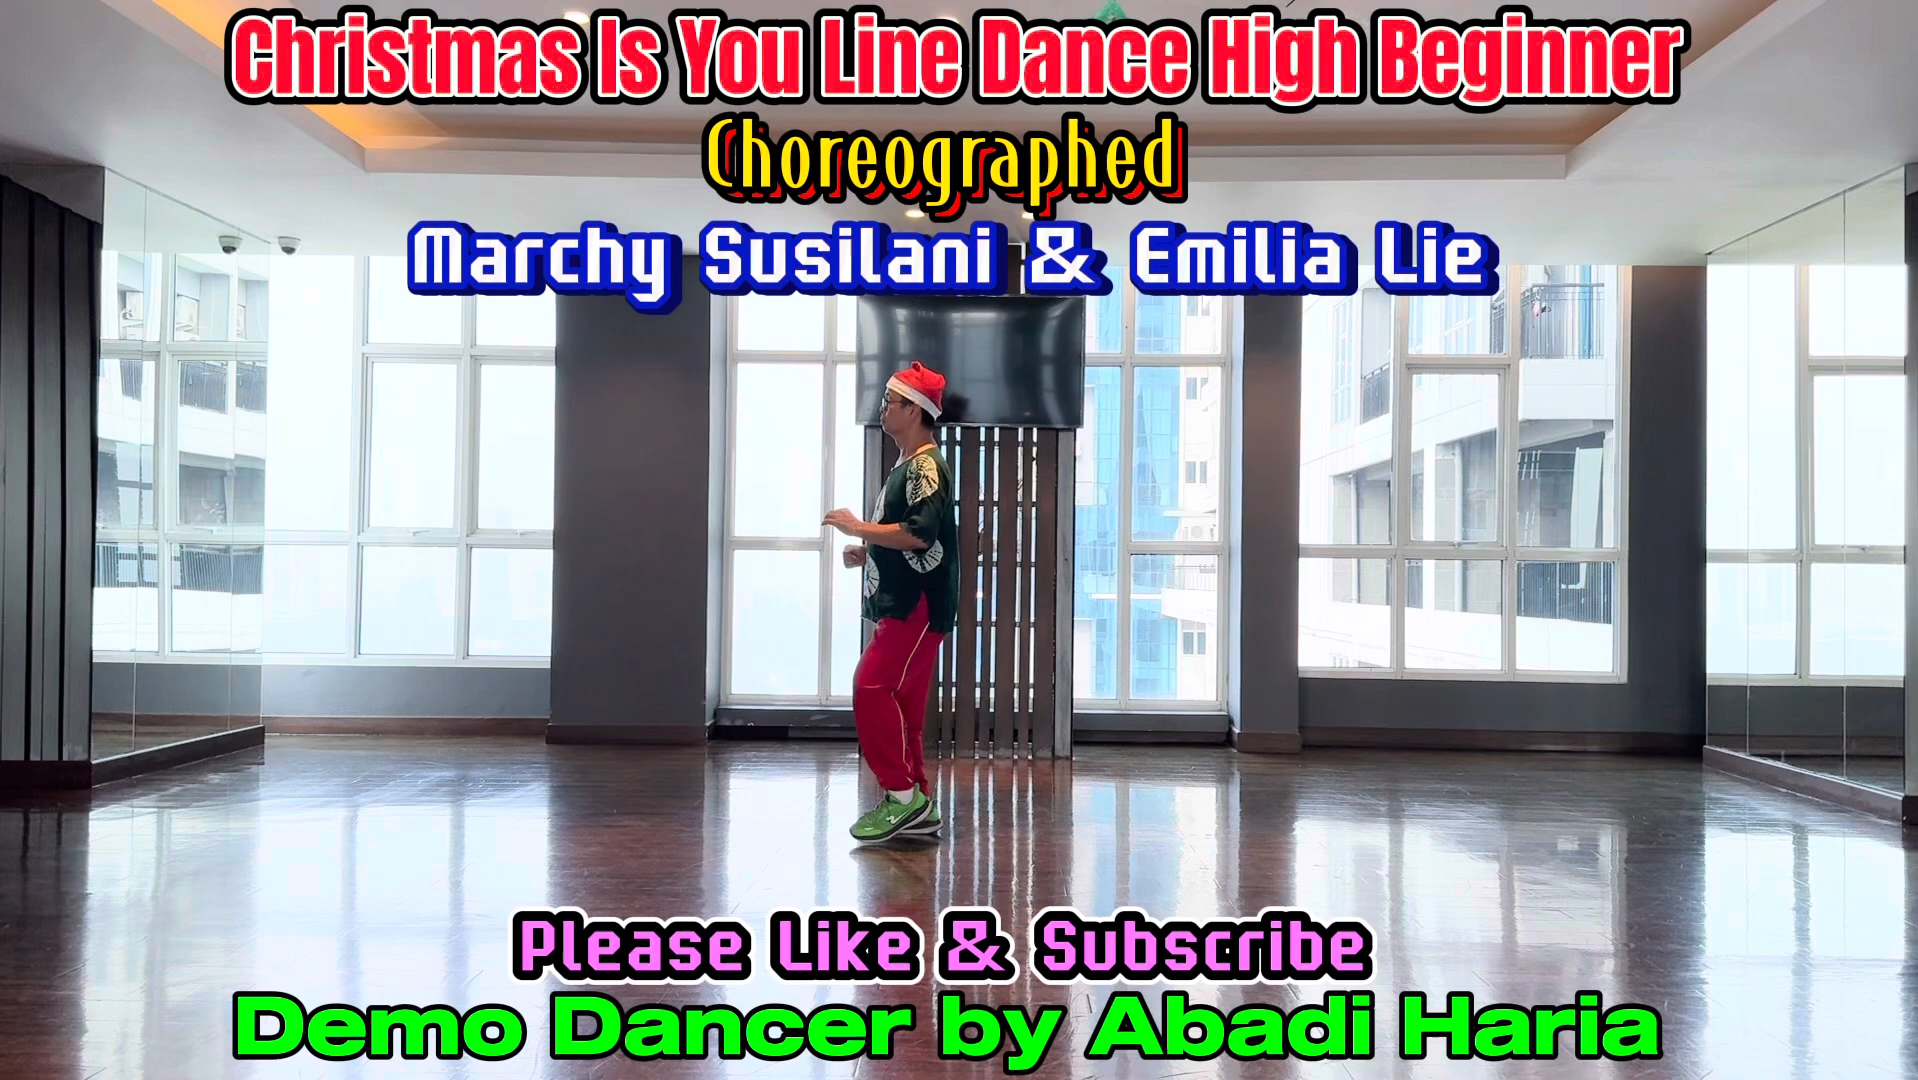 Christmas Is You Line Dance High Beginner
Choreographed
Marchy Susilani & Emilia Lie
Please Like & Subscribe
Demo Dancer by Abadi Haria